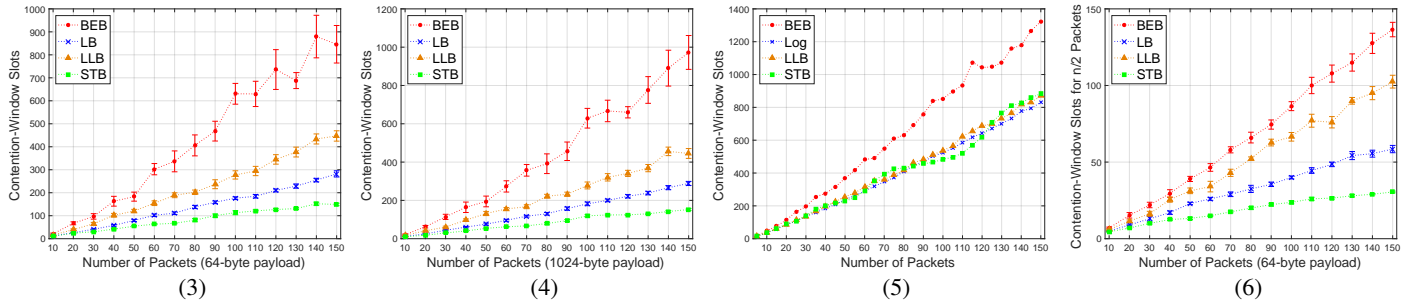 Contention-Window Slots
1000
900
800
700
600
500
400
300
200
100
0
BEB
LB
LLB
STB
10 20 30 40 50 60 70 80 90 100 110 120 130 140 150
Number of Packets (64-byte payload)
(3)
Contention-Window Slots
1200
1000
800
600
400
200
0
BEB
LB
LLB
STB
10 20 30 40 50 60 70 80 90 100 110 120 130 140 150
Number of Packets (1024-byte payload)
(4)
Contention-Window Slots
1400
1200
1000
800
600
400
200
0
BEB
Log
LLB
STB
10 20 30 40 50 60 70 80 90 100 110 120 130 140 150
Number of Packets
(5)
Contention-Window Slots for n/2 Packets
150
100
50
0
BEB
LB
LLB
STB
10 20 30 40 50 60 70 80 90 100 110 120 130 140 150
Number of Packets (64-byte payload)
(6)